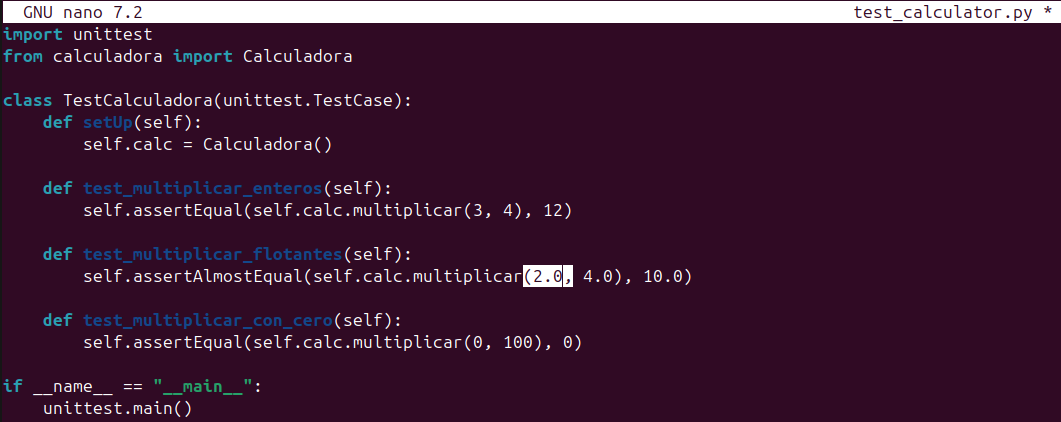 GNU nano 7.2 test_calculator.py *
import unittest
from calculadora import Calculadora
class TestCalculadora(unittest.TestCase):
    def setUp(self):
        self.calc = Calculadora()
    def test_multiplicar_enteros(self):
        self.assertEqual(self.calc.multiplicar(3, 4), 12)
    def test_multiplicar_flotantes(self):
        self.assertAlmostEqual(self.calc.multiplicar(2.0, 4.0), 10.0)
    def test_multiplicar_con_cero(self):
        self.assertEqual(self.calc.multiplicar(0, 100), 0)
if __name__ == "__main__":
    unittest.main()